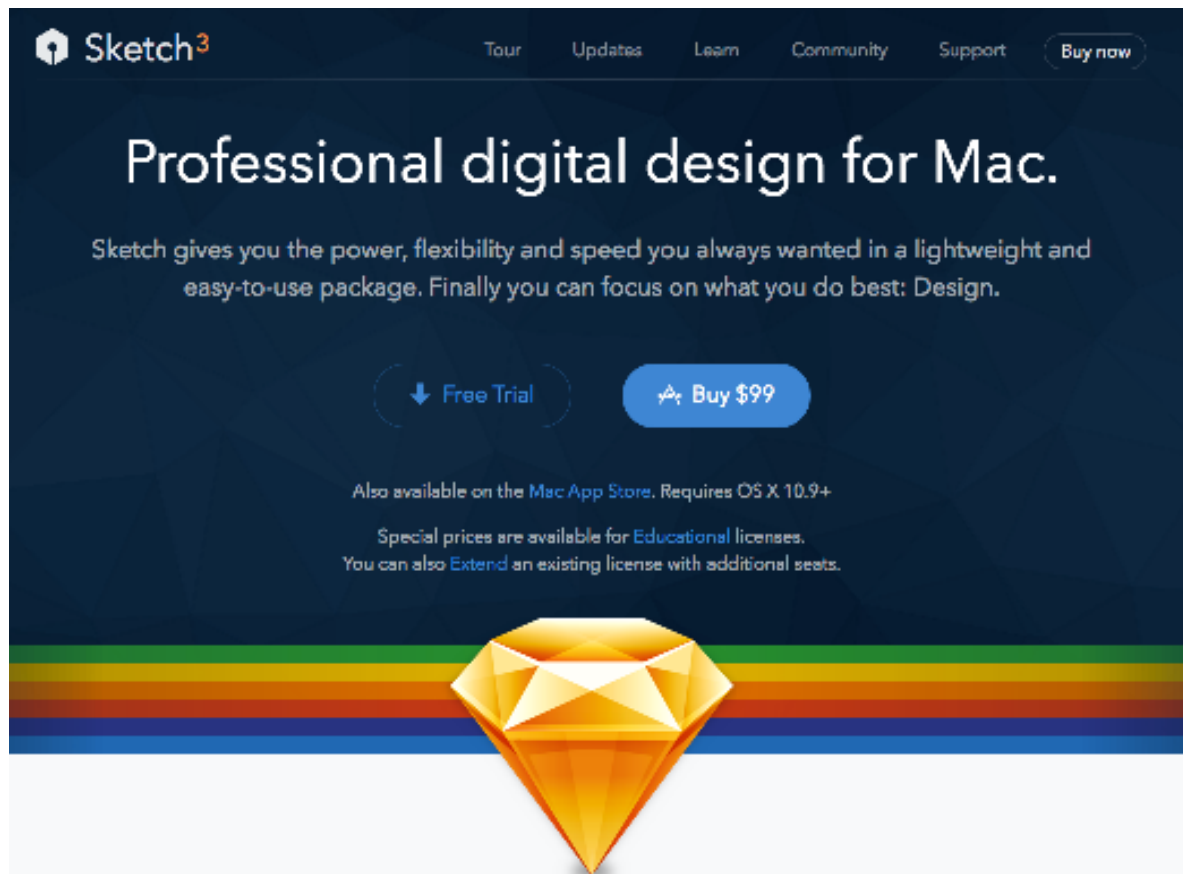 Sketch3
Tour Updates Learn Community Support Buy now
Professional digital design for Mac.
Sketch gives you the power, flexibility and speed you always wanted in a lightweight and
easy-to-use package. Finally you can focus on what you do best: Design.
Free Trial Buy $99
Also available on the Mac App Store. Requires OS X 10.9+
Special prices are available for Educational licenses.
You can also Extend an existing license with additional seats.